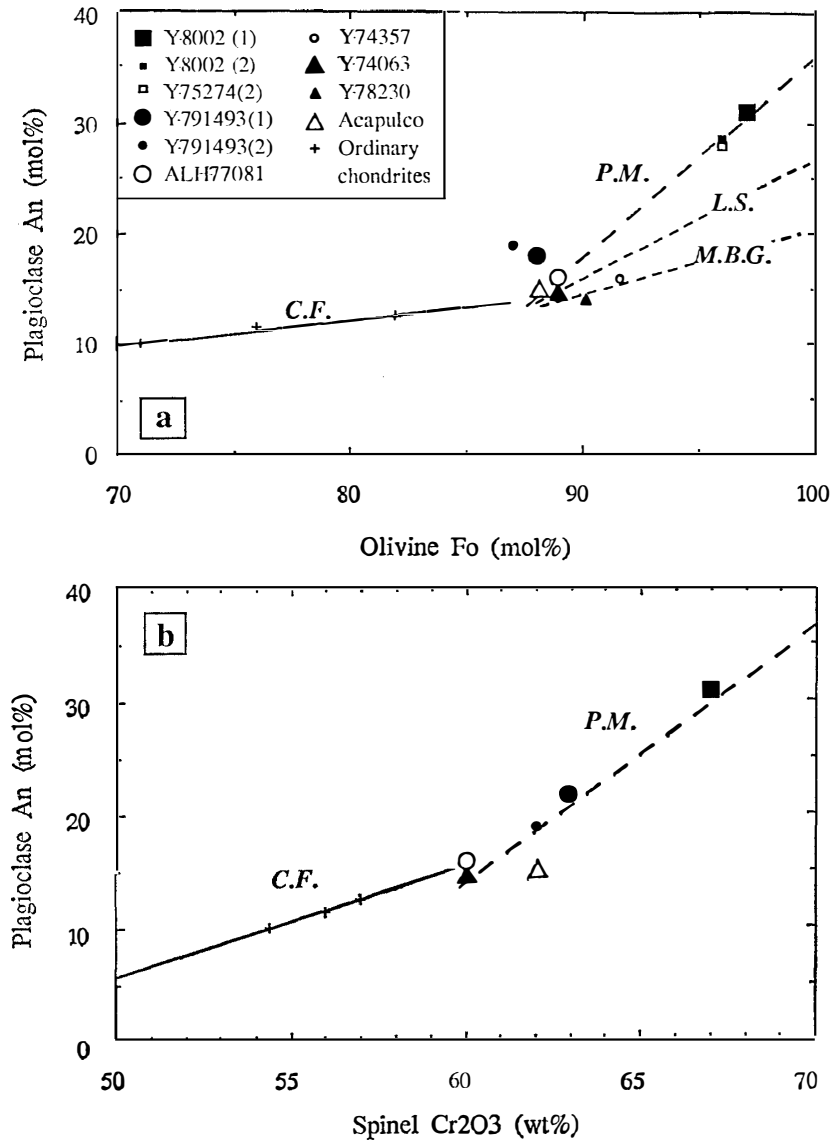 40
Y-8002 (1)
Y-74357
Y-8002 (2)
Y-74063
Y-75274(2)
Y-78230
Y-791493(1)
Acapulco
Y-791493(2)
Ordinary
chondrites
ALH77081
30
20
10
0
Plagioclase An (mol%)
P.M.
L.S.
M.B.G.
C.F.
a
70
80
90
100
Olivine Fo (mol%)
40
30
20
10
0
Plagioclase An (mol%)
b
P.M.
C.F.
50
55
60
65
70
Spinel Cr2O3 (wt%)